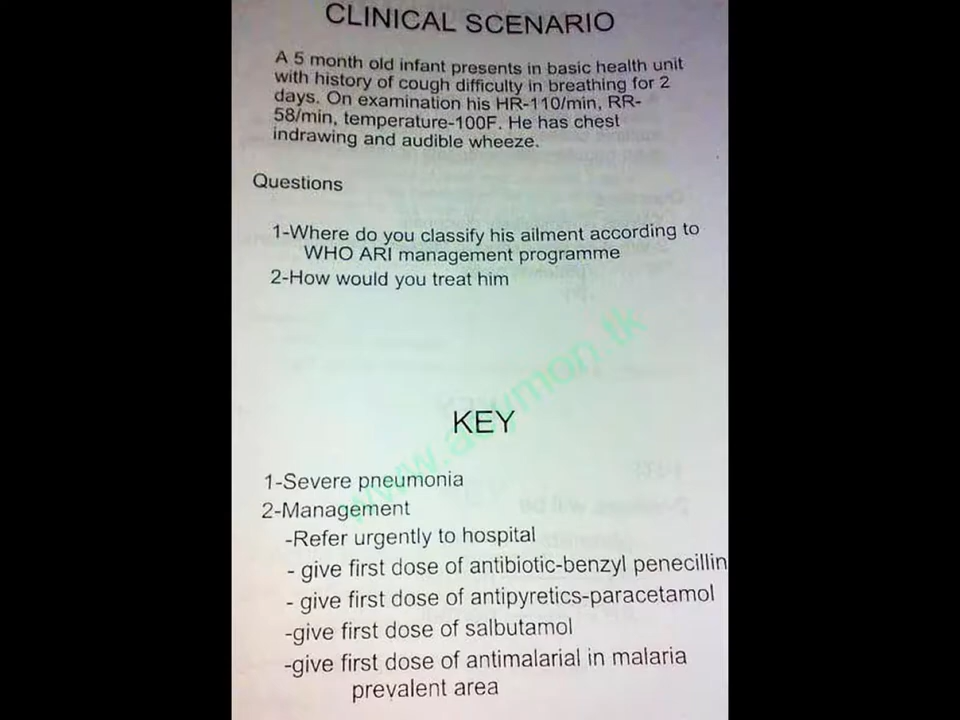 CLINICAL SCENARIO
A 5 month old infant presents in basic health unit
with history of cough difficulty in breathing for 2
days. On examination his HR-110/min, RR-
58/min, temperature-100F. He has chest
indrawing and audible wheeze.
Questions
1-Where do you classify his ailment according to
WHO ARI management programme
2-How would you treat him
KEY
1-Severe pneumonia
2-Management
-Refer urgently to hospital
- give first dose of antibiotic-benzyl penecillin
- give first dose of antipyretics-paracetamol
-give first dose of salbutamol
-give first dose of antimalarial in malaria
prevalent area